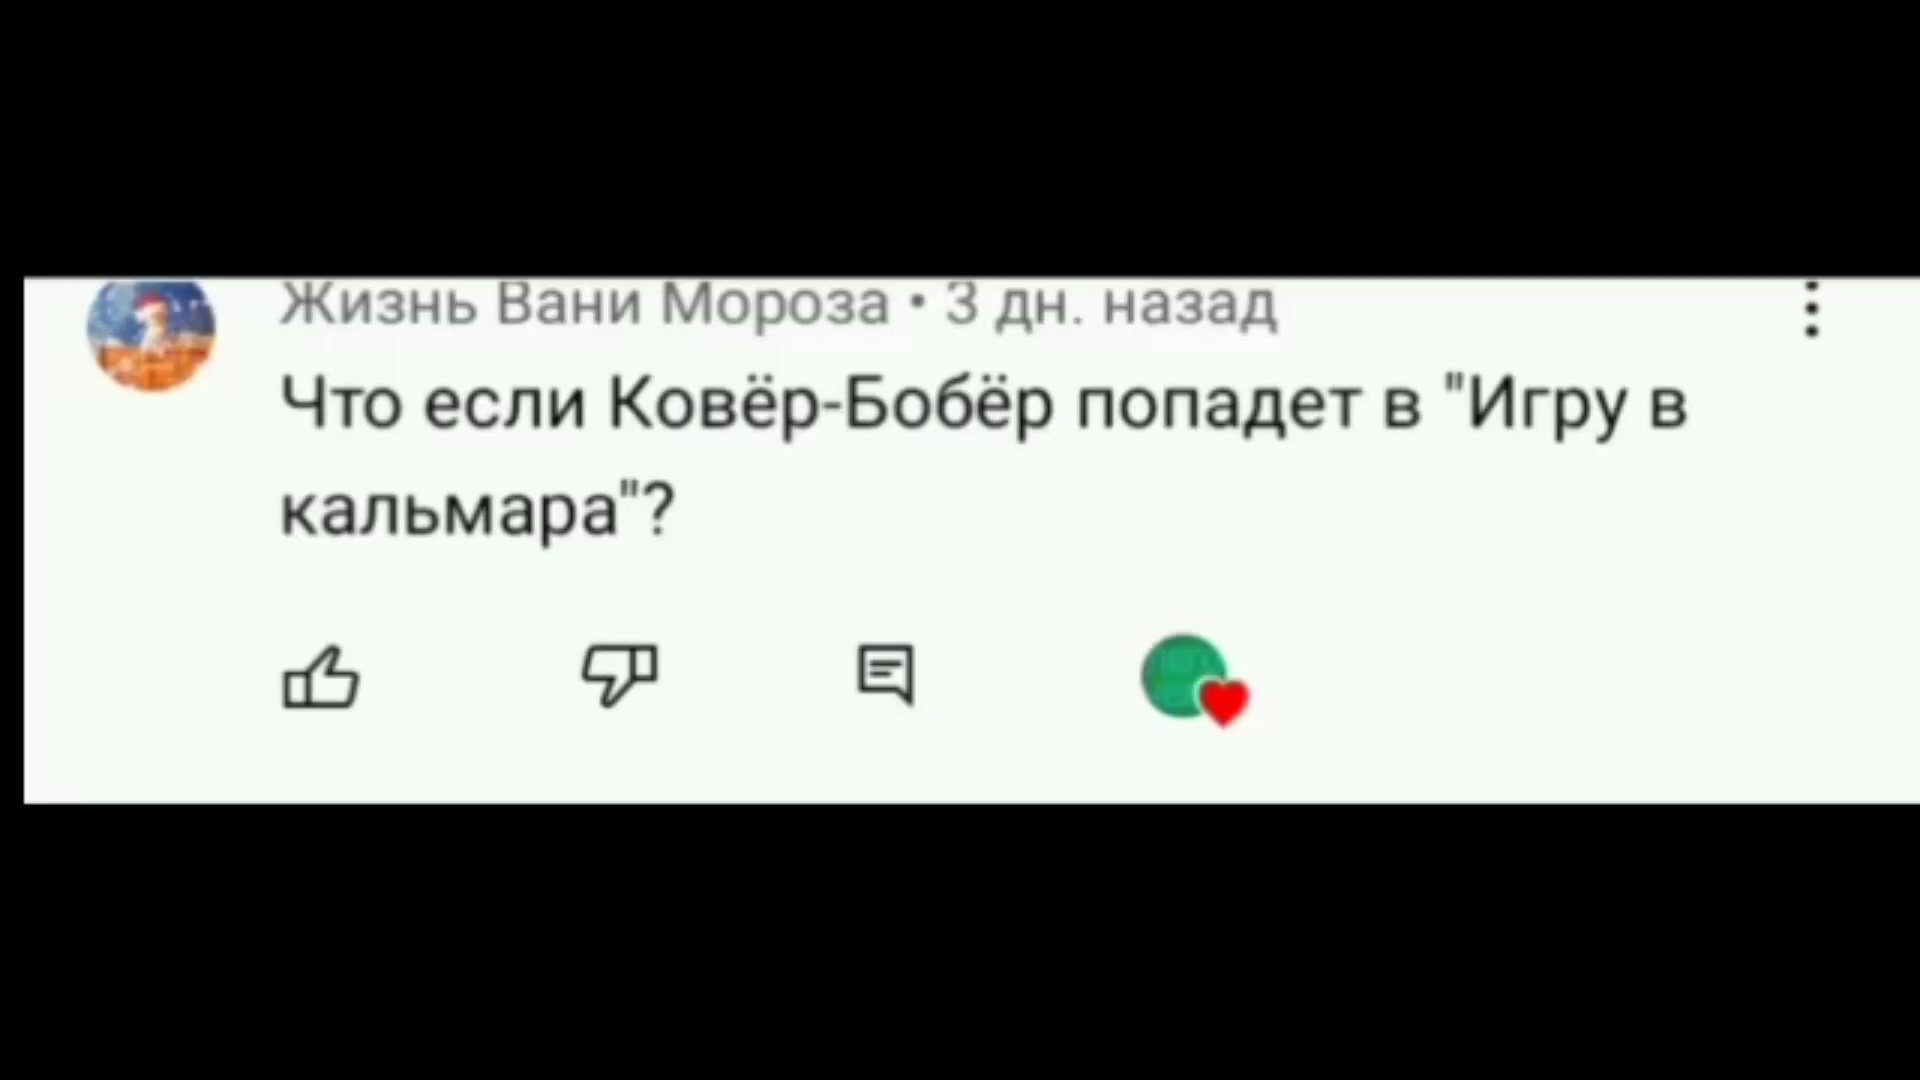 Жизнь Вани Мороза • 3 дн. назад
Что если Ковёр-Бобёр попадет в "Игру в
кальмара"?